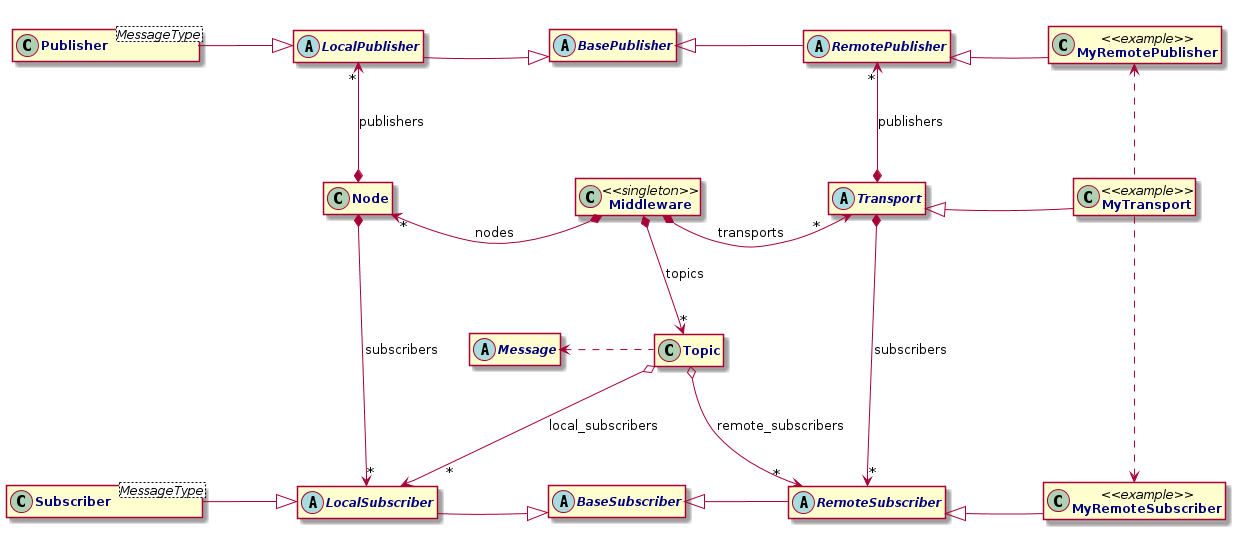 C Publisher MessageType
A LocalPublisher
A BasePublisher
A RemotePublisher
C <<example>>
MyRemotePublisher
*
*
publishers
publishers
C Node
C <<singleton>>
Middleware
A Transport
C <<example>>
MyTransport
*
nodes
transports
*
topics
*
A Message
C Topic
subscribers
subscribers
local_subscribers
remote_subscribers
*
*
*
*
C Subscriber MessageType
A LocalSubscriber
A BaseSubscriber
A RemoteSubscriber
C <<example>>
MyRemoteSubscriber